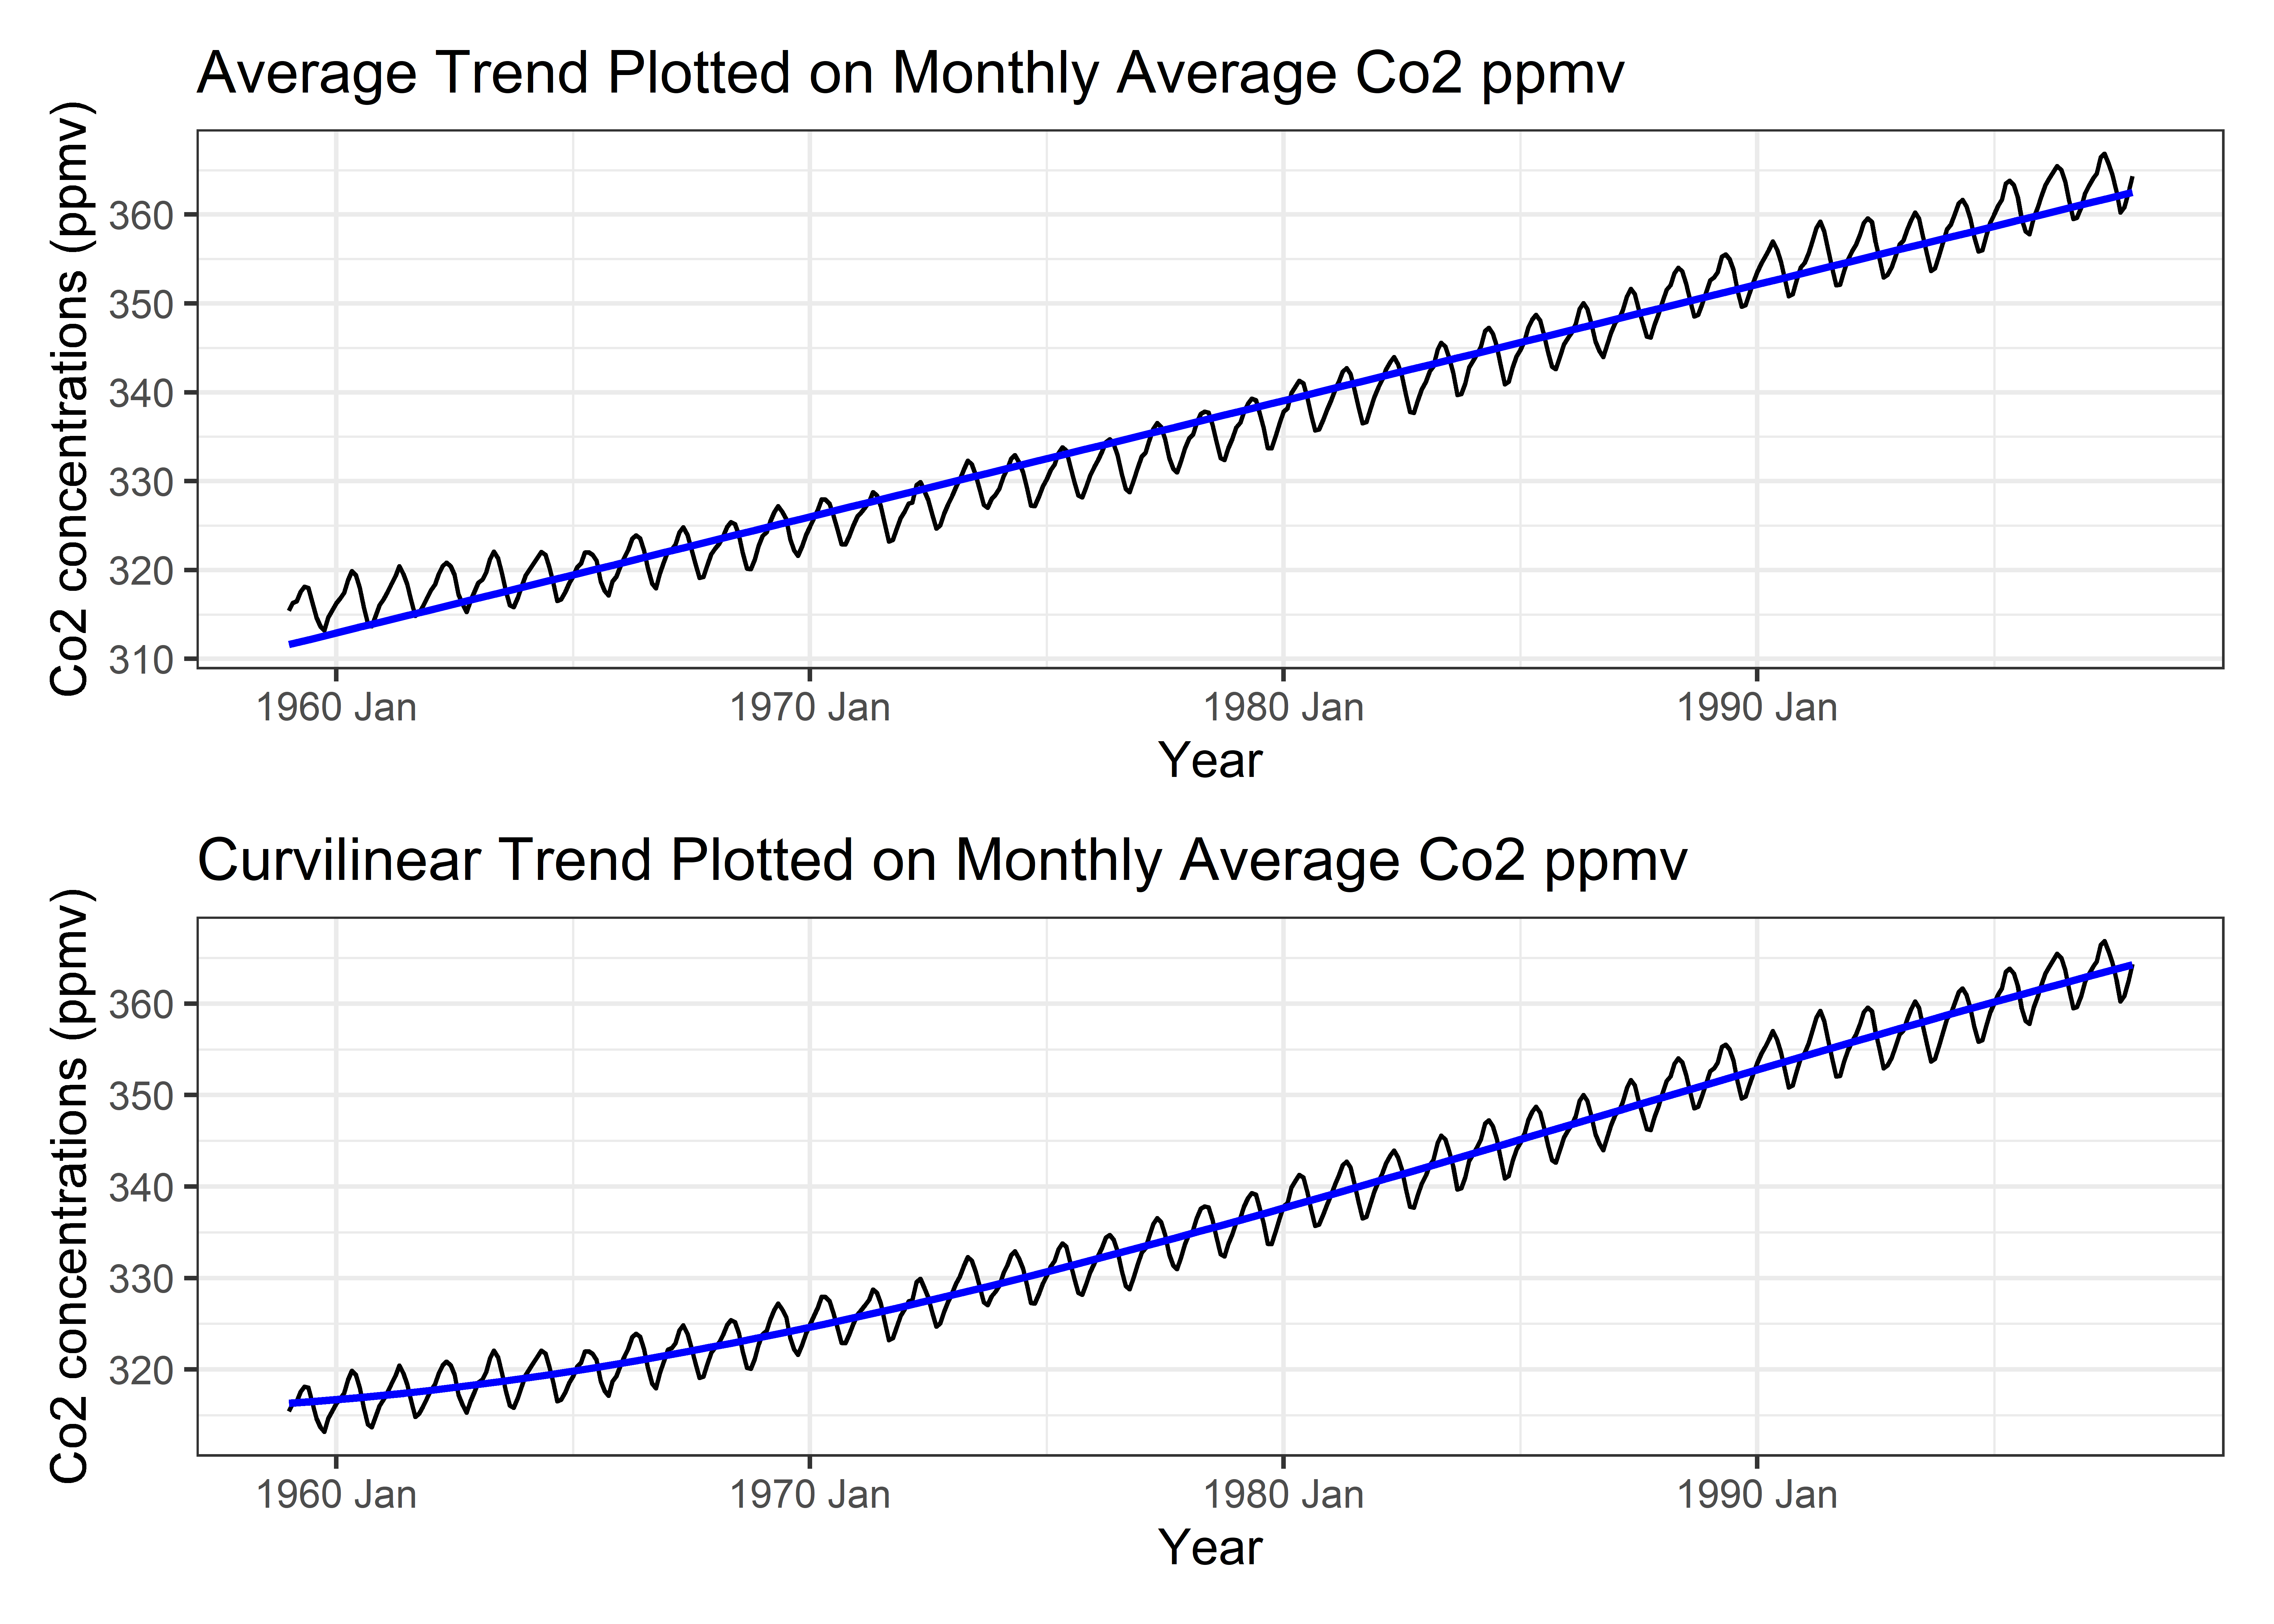 Average Trend Plotted on Monthly Average Co2 ppmv
Co2 concentrations (ppmv)
360
350
340
330
320
310
1960 Jan
1970 Jan
1980 Jan
1990 Jan
Year
Curvilinear Trend Plotted on Monthly Average Co2 ppmv
Co2 concentrations (ppmv)
360
350
340
330
320
1960 Jan
1970 Jan
1980 Jan
1990 Jan
Year